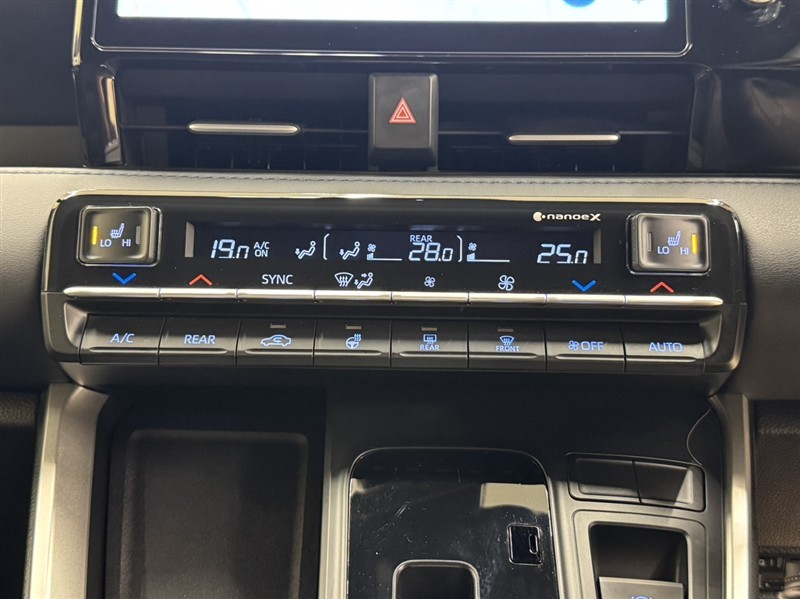 nanoeX
LO HI
19.0 A/C ON REAR 28.0 25.0
LO HI
SYNC
A/C REAR REAR FRONT OFF AUTO